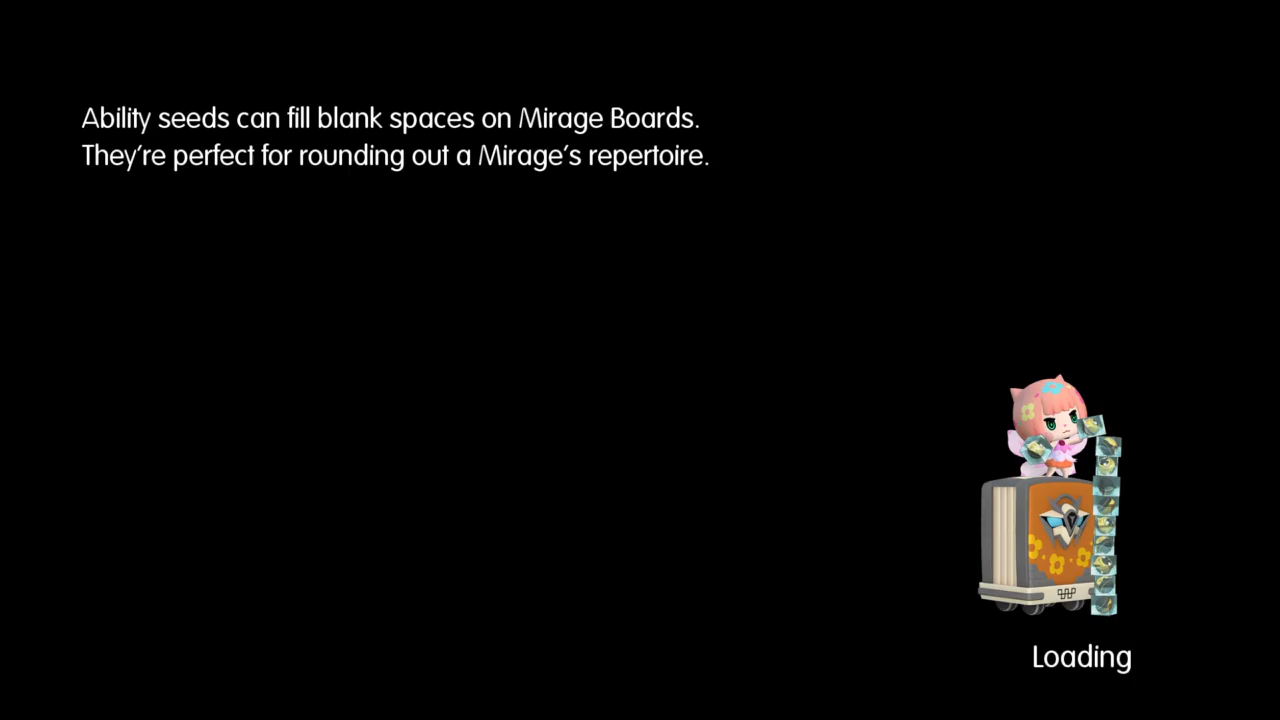 Ability seeds can fill blank spaces on Mirage Boards.
They're perfect for rounding out a Mirage's repertoire.
Loading